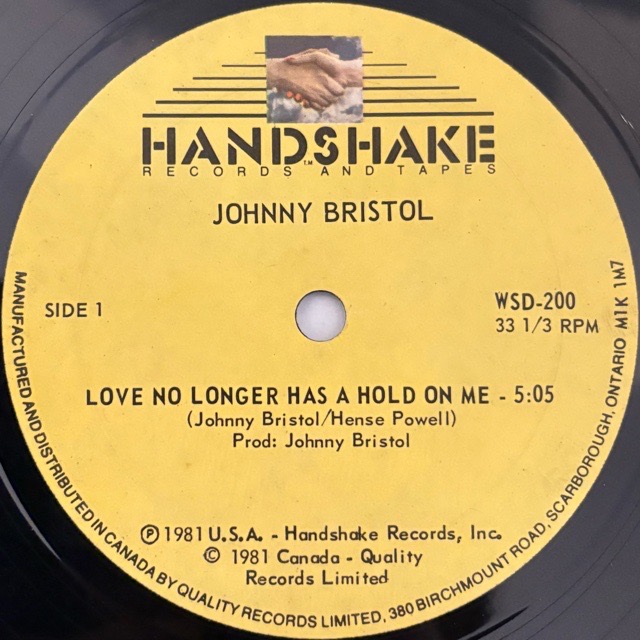 HANDSHAKE
TM
RECORDS AND TAPES
JOHNNY BRISTOL
SIDE 1
WSD-200
33 1/3 RPM
LOVE NO LONGER HAS A HOLD ON ME - 5:05
(Johnny Bristol/Hense Powell)
Prod: Johnny Bristol
Ⓟ 1981 U.S.A. - Handshake Records, Inc.
© 1981 Canada - Quality
Records Limited
MANUFACTURED AND DISTRIBUTED IN CANADA BY QUALITY RECORDS LIMITED, 380 BIRCHMOUNT ROAD, SCARBOROUGH, ONTARIO M1K 1M7